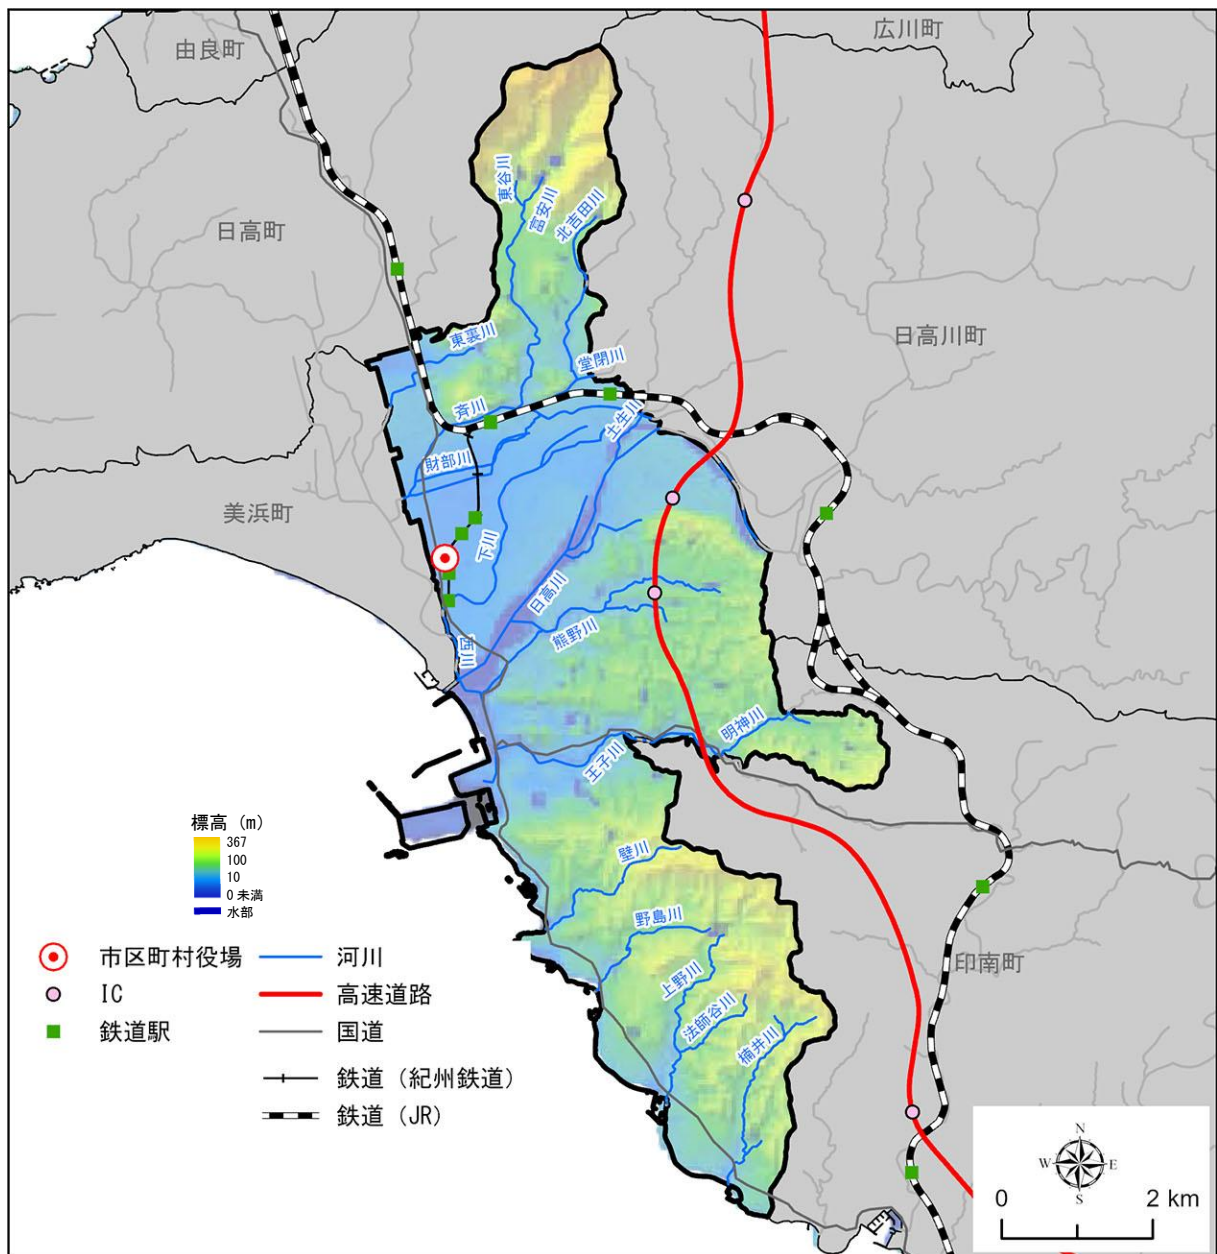 由良町
広川町
日高町
東谷川
富安川
北吉田川
日高川町
東裏川
堂閉川
斉川
土生川
財部川
美浜町
下川
日高川
熊野川
西川
明神川
王子川
標高 (m)
367
100
10
0 未満
水部
壁川
野島川
上野川
法師谷川
楠井川
印南町
市区町村役場
IC
鉄道駅
河川
高速道路
国道
鉄道 (紀州鉄道)
鉄道 (JR)
N
W E
S
0 2 km